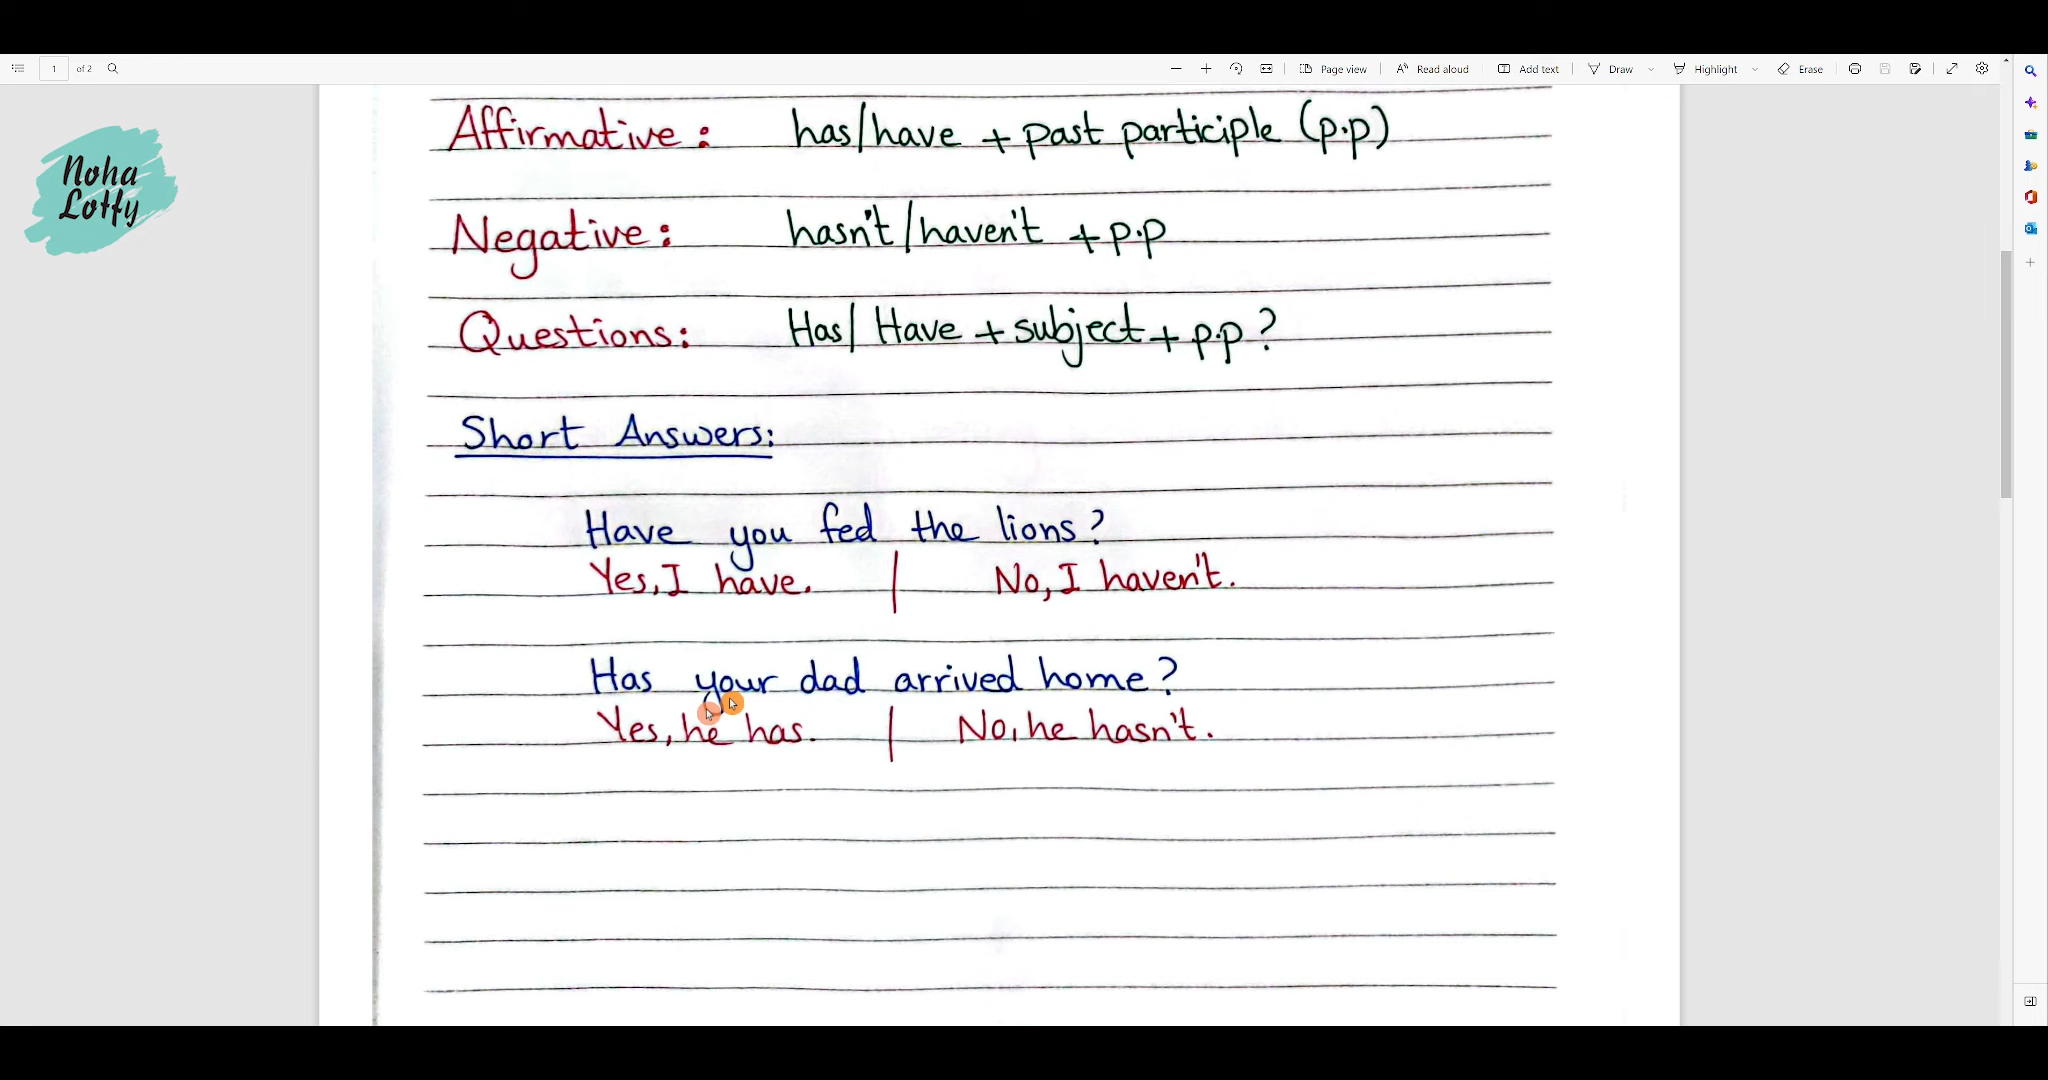 1 of 2
Page view
Read aloud
Add text
Draw
Highlight
Erase
Noha
Lotfy
Affirmative: has/have + past participle (p.p)
Negative: hasn't/haven't + p.p
Questions: Has/ Have + subject + p.p ?
Short Answers:
Have you fed the lions?
Yes, I have. | No, I haven't.
Has your dad arrived home?
Yes, he has. | No, he hasn't.